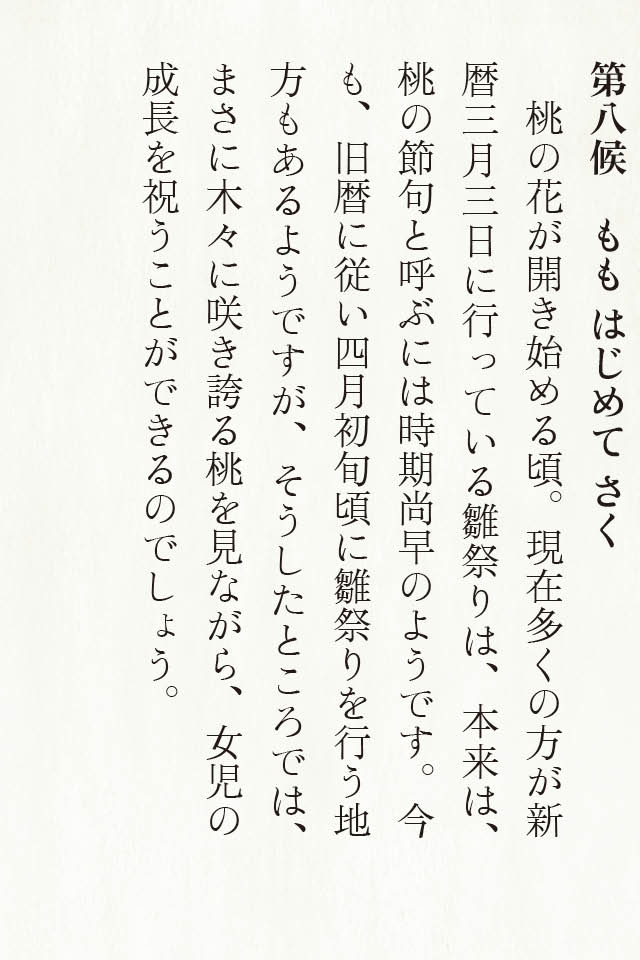 第八候　もも はじめて さく
　桃の花が開き始める頃。現在多くの方が新
暦三月三日に行っている雛祭りは、本来は、
桃の節句と呼ぶには時期尚早のようです。今
も、旧暦に従い四月初旬頃に雛祭りを行う地
方もあるようですが、そうしたところでは、
まさに木々に咲き誇る桃を見ながら、女児の
成長を祝うことができるのでしょう。